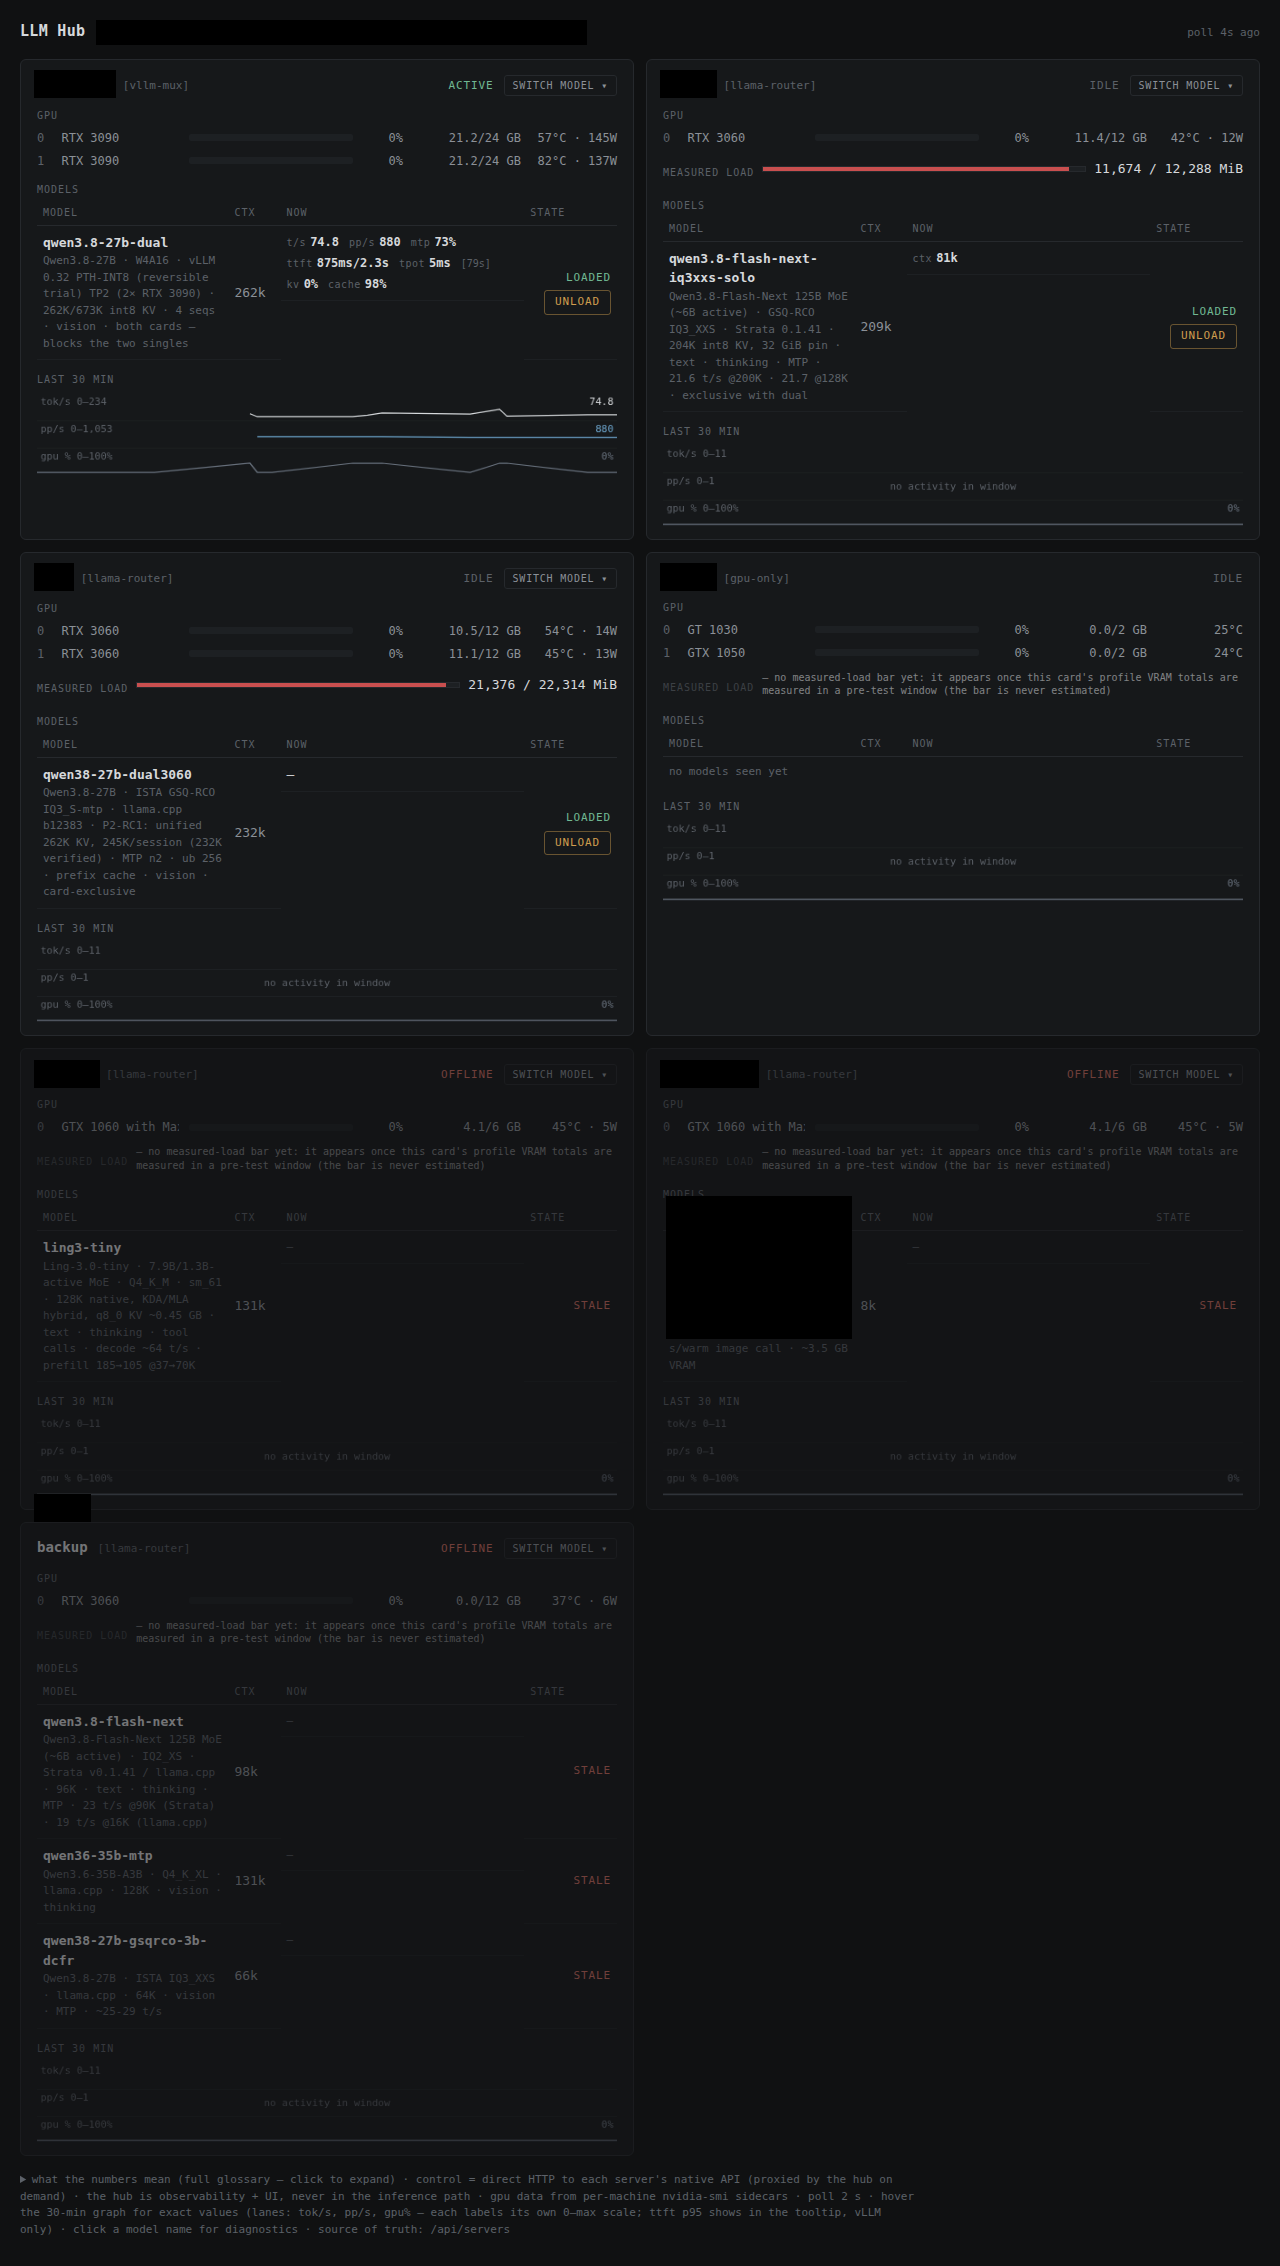 LLM Hub
poll 4s ago
[vllm-mux] ACTIVE SWITCH MODEL ▾
GPU
0 RTX 3090 0% 21.2/24 GB 57°C · 145W
1 RTX 3090 0% 21.2/24 GB 82°C · 137W
MODELS
MODEL CTX NOW STATE
qwen3.8-27b-dual
Qwen3.8-27B · W4A16 · vLLM
0.32 PTH-INT8 (reversible
trial) TP2 (2× RTX 3090) ·
262K/673K int8 KV · 4 seqs
· vision · both cards —
blocks the two singles
262k
t/s 74.8 pp/s 880 mtp 73%
ttft 875ms/2.3s tpot 5ms [79s]
kv 0% cache 98%
LOADED
UNLOAD
LAST 30 MIN
tok/s 0–234 74.8
pp/s 0–1,053 880
gpu % 0–100% 0%
[llama-router] IDLE SWITCH MODEL ▾
GPU
0 RTX 3060 0% 11.4/12 GB 42°C · 12W
MEASURED LOAD 11,674 / 12,288 MiB
MODELS
MODEL CTX NOW STATE
qwen3.8-flash-next-
iq3xxs-solo
Qwen3.8-Flash-Next 125B MoE
(~6B active) · GSQ-RCO
IQ3_XXS · Strata 0.1.41 ·
204K int8 KV, 32 GiB pin ·
text · thinking · MTP ·
21.6 t/s @200K · 21.7 @128K
· exclusive with dual
209k
ctx 81k
LOADED
UNLOAD
LAST 30 MIN
tok/s 0–11
pp/s 0–1
no activity in window
gpu % 0–100% 0%
[llama-router] IDLE SWITCH MODEL ▾
GPU
0 RTX 3060 0% 10.5/12 GB 54°C · 14W
1 RTX 3060 0% 11.1/12 GB 45°C · 13W
MEASURED LOAD 21,376 / 22,314 MiB
MODELS
MODEL CTX NOW STATE
qwen38-27b-dual3060
Qwen3.8-27B · ISTA GSQ-RCO
IQ3_S-mtp · llama.cpp
b12383 · P2-RC1: unified
262K KV, 245K/session (232K
verified) · MTP n2 · ub 256
· prefix cache · vision ·
card-exclusive
232k
—
LOADED
UNLOAD
LAST 30 MIN
tok/s 0–11
pp/s 0–1
no activity in window
gpu % 0–100% 0%
[gpu-only] IDLE
GPU
0 GT 1030 0% 0.0/2 GB 25°C
1 GTX 1050 0% 0.0/2 GB 24°C
MEASURED LOAD
— no measured-load bar yet: it appears once this card's profile VRAM totals are
measured in a pre-test window (the bar is never estimated)
MODELS
MODEL CTX NOW STATE
no models seen yet
LAST 30 MIN
tok/s 0–11
pp/s 0–1
no activity in window
gpu % 0–100% 0%
[llama-router] OFFLINE SWITCH MODEL ▾
GPU
0 GTX 1060 with Ma: 0% 4.1/6 GB 45°C · 5W
MEASURED LOAD
— no measured-load bar yet: it appears once this card's profile VRAM totals are
measured in a pre-test window (the bar is never estimated)
MODELS
MODEL CTX NOW STATE
ling3-tiny
Ling-3.0-tiny · 7.9B/1.3B-
active MoE · Q4_K_M · sm_61
· 128K native, KDA/MLA
hybrid, q8_0 KV ~0.45 GB ·
text · thinking · tool
calls · decode ~64 t/s ·
prefill 185→105 @37→70K
131k
—
STALE
LAST 30 MIN
tok/s 0–11
pp/s 0–1
no activity in window
gpu % 0–100% 0%
[llama-router] OFFLINE SWITCH MODEL ▾
GPU
0 GTX 1060 with Ma: 0% 4.1/6 GB 45°C · 5W
MEASURED LOAD
— no measured-load bar yet: it appears once this card's profile VRAM totals are
measured in a pre-test window (the bar is never estimated)
MODELS
CTX NOW STATE
8k
—
STALE
s/warm image call · ~3.5 GB
VRAM
LAST 30 MIN
tok/s 0–11
pp/s 0–1
no activity in window
gpu % 0–100% 0%
backup [llama-router] OFFLINE SWITCH MODEL ▾
GPU
0 RTX 3060 0% 0.0/12 GB 37°C · 6W
MEASURED LOAD
— no measured-load bar yet: it appears once this card's profile VRAM totals are
measured in a pre-test window (the bar is never estimated)
MODELS
MODEL CTX NOW STATE
qwen3.8-flash-next
Qwen3.8-Flash-Next 125B MoE
(~6B active) · IQ2_XS ·
Strata v0.1.41 / llama.cpp
· 96K · text · thinking ·
MTP · 23 t/s @90K (Strata)
· 19 t/s @16K (llama.cpp)
98k
—
STALE
qwen36-35b-mtp
Qwen3.6-35B-A3B · Q4_K_XL ·
llama.cpp · 128K · vision ·
thinking
131k
—
STALE
qwen38-27b-gsqrco-3b-
dcfr
Qwen3.8-27B · ISTA IQ3_XXS
· llama.cpp · 64K · vision
· MTP · ~25-29 t/s
66k
—
STALE
LAST 30 MIN
tok/s 0–11
pp/s 0–1
no activity in window
gpu % 0–100% 0%
▶ what the numbers mean (full glossary — click to expand) · control = direct HTTP to each server's native API (proxied by the hub on
demand) · the hub is observability + UI, never in the inference path · gpu data from per-machine nvidia-smi sidecars · poll 2 s · hover
the 30-min graph for exact values (lanes: tok/s, pp/s, gpu% — each labels its own 0–max scale; ttft p95 shows in the tooltip, vLLM
only) · click a model name for diagnostics · source of truth: /api/servers